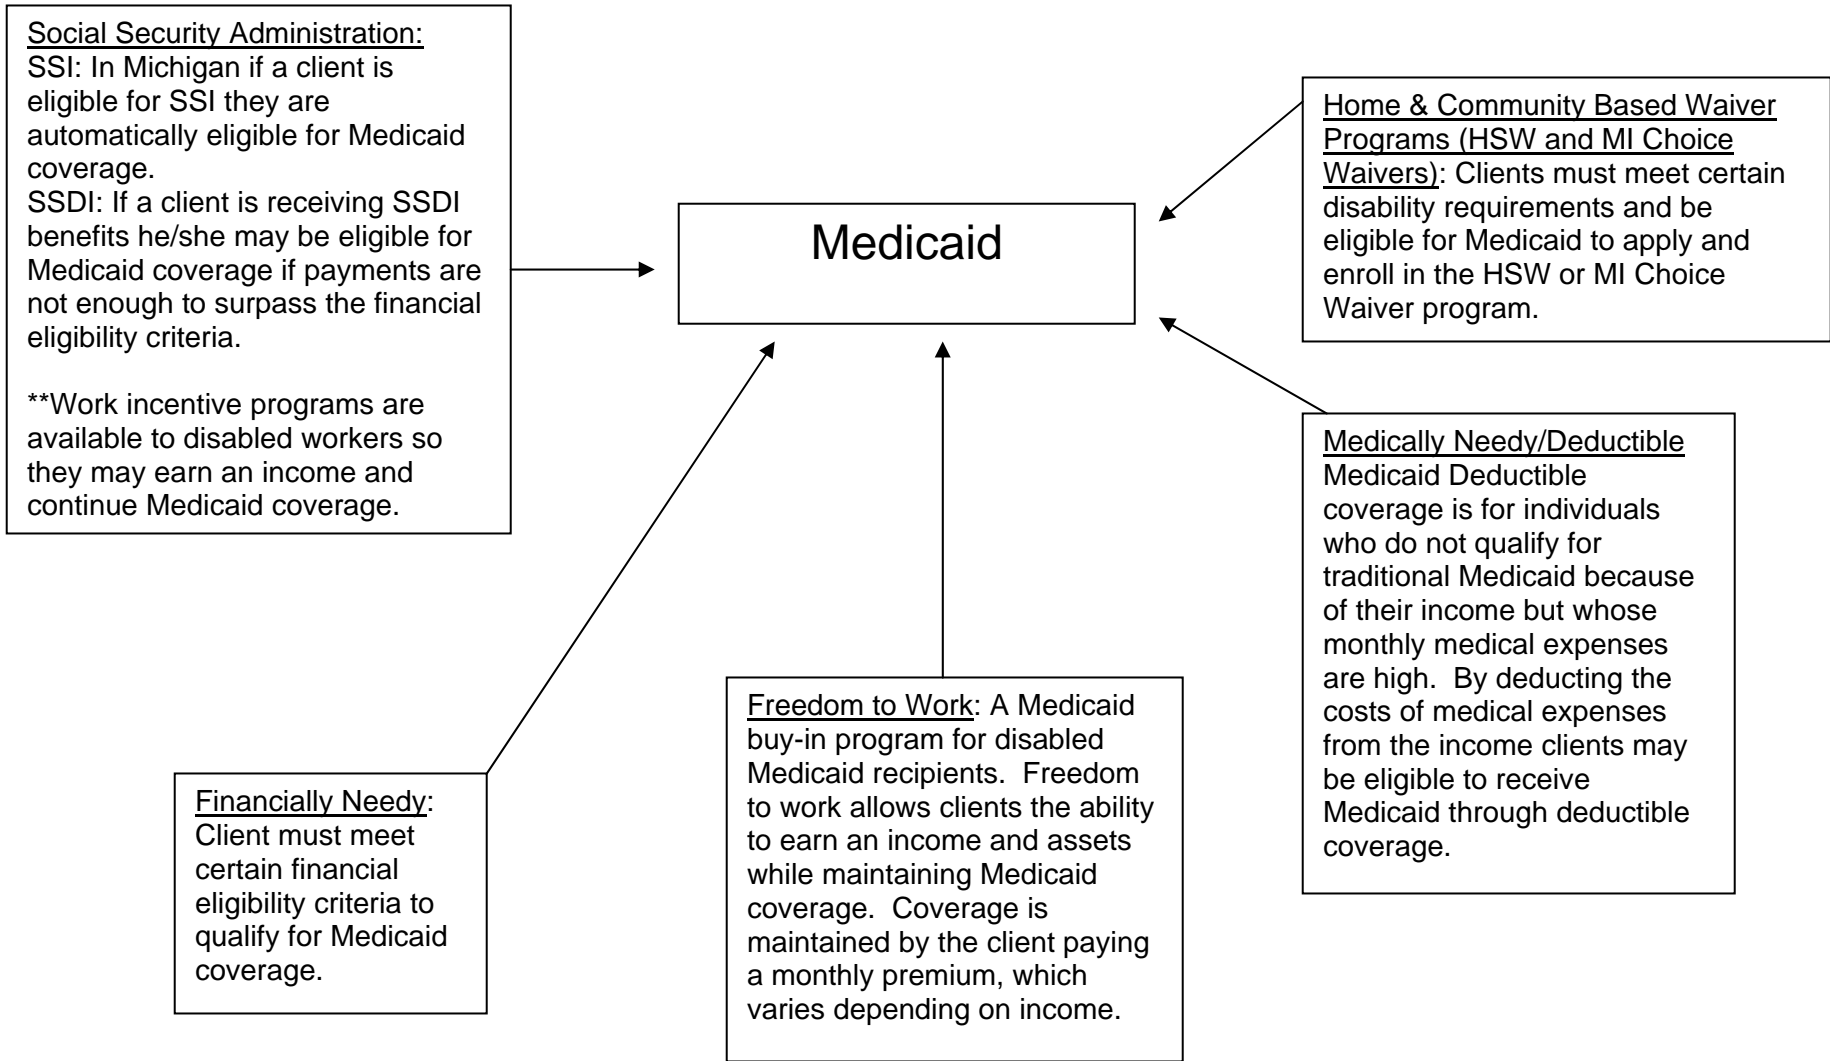 Social Security Administration:
SSI: In Michigan if a client is
eligible for SSI they are
automatically eligible for Medicaid
coverage.
SSDI: If a client is receiving SSDI
benefits he/she may be eligible for
Medicaid coverage if payments are
not enough to surpass the financial
eligibility criteria.
**Work incentive programs are
available to disabled workers so
they may earn an income and
continue Medicaid coverage.
Medicaid
Home & Community Based Waiver
Programs (HSW and MI Choice
Waivers): Clients must meet certain
disability requirements and be
eligible for Medicaid to apply and
enroll in the HSW or MI Choice
Waiver program.
Medically Needy/Deductible
Medicaid Deductible
coverage is for individuals
who do not qualify for
traditional Medicaid because
of their income but whose
monthly medical expenses
are high.  By deducting the
costs of medical expenses
from the income clients may
be eligible to receive
Medicaid through deductible
coverage.
Freedom to Work: A Medicaid
buy-in program for disabled
Medicaid recipients.  Freedom
to work allows clients the ability
to earn an income and assets
while maintaining Medicaid
coverage.  Coverage is
maintained by the client paying
a monthly premium, which
varies depending on income.
Financially Needy:
Client must meet
certain financial
eligibility criteria to
qualify for Medicaid
coverage.